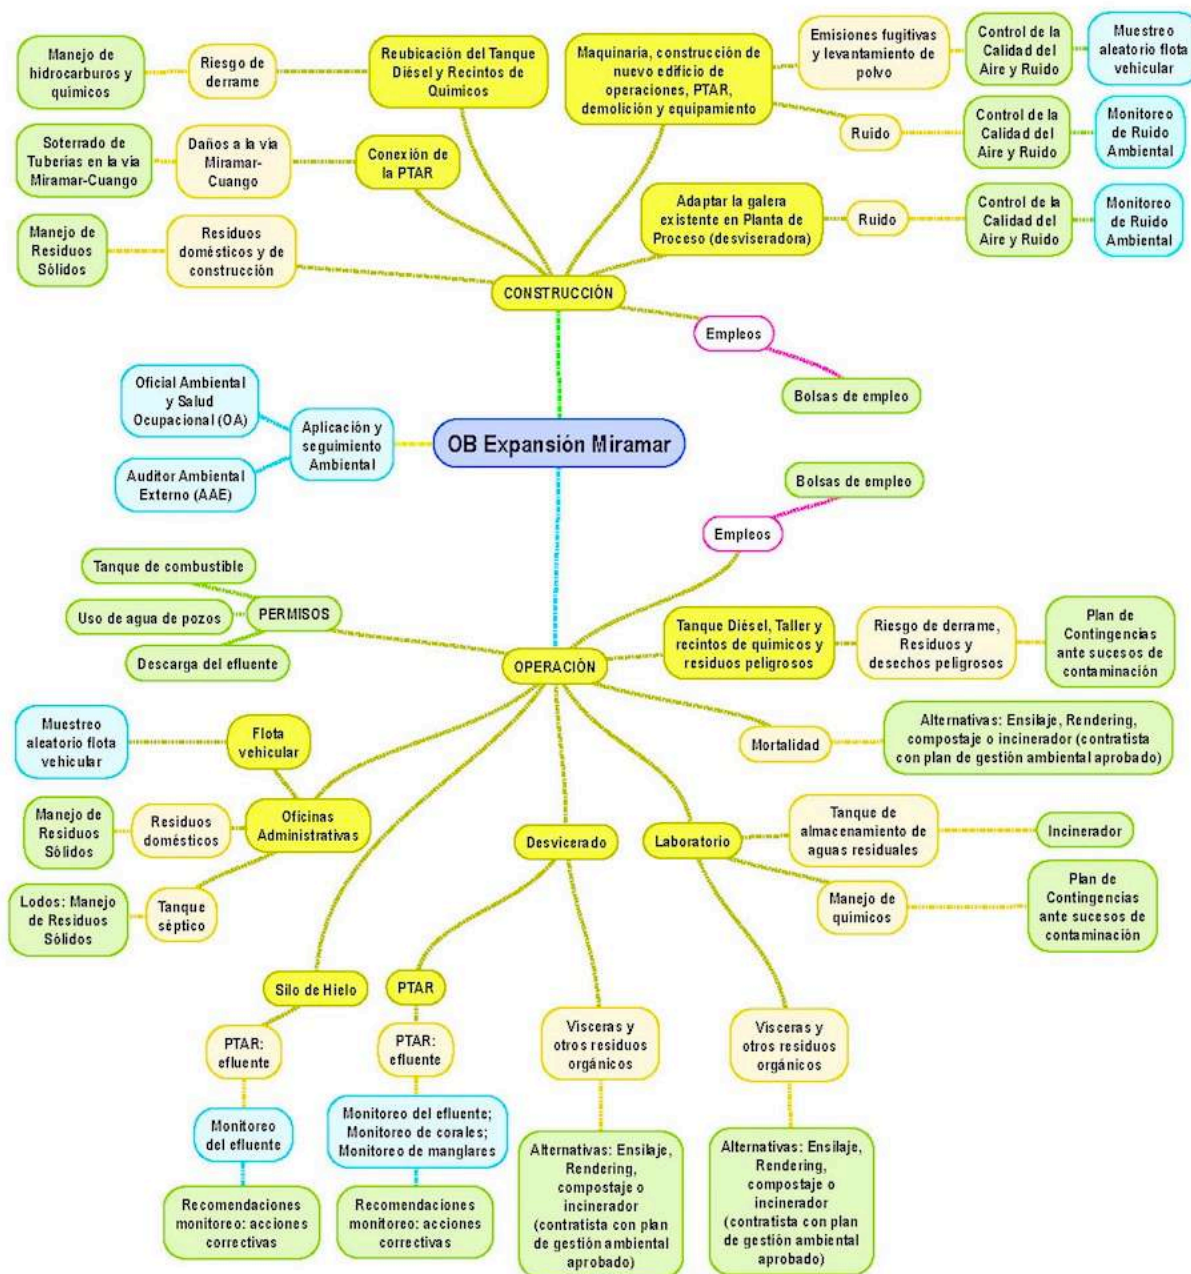 Manejo de
hidrocarburos y
químicos
Riesgo de
derrame
Reubicación del Tanque
Diésel y Recintos de
Químicos
Maquinaria, construcción de
nuevo edificio de
operaciones, PTAR,
demolición y equipamiento
Emisiones fugitivas
y levantamiento de
polvo
Control de la
Calidad del
Aire y Ruido
Muestreo
aleatorio flota
vehicular
Ruido
Control de la
Calidad del
Aire y Ruido
Monitoreo
de Ruido
Ambiental
Soterrado de
Tuberías en la vía
Miramar-Cuango
Daños a la vía
Miramar-
Cuango
Conexión de
la PTAR
Adaptar la galera
existente en Planta de
Proceso (desviseradora)
Ruido
Control de la
Calidad del
Aire y Ruido
Monitoreo
de Ruido
Ambiental
Manejo de
Residuos
Sólidos
Residuos
domésticos y de
construcción
CONSTRUCCIÓN
Empleos
Bolsas de empleo
Oficial Ambiental
y Salud
Ocupacional (OA)
Auditor Ambiental
Externo (AAE)
Aplicación y
seguimiento
Ambiental
OB Expansión Miramar
Bolsas de empleo
Empleos
Tanque de combustible
Uso de agua de pozos
Descarga del efluente
PERMISOS
OPERACIÓN
Tanque Diésel, Taller y
recintos de químicos y
residuos peligrosos
Riesgo de derrame,
Residuos y
desechos peligrosos
Plan de
Contingencias
ante sucesos de
contaminación
Mortalidad
Alternativas: Ensilaje, Rendering,
compostaje o incinerador (contratista
con plan de gestión ambiental aprobado)
Muestreo
aleatorio flota
vehicular
Flota
vehicular
Manejo de
Residuos
Sólidos
Residuos
domésticos
Oficinas
Administrativas
Lodos: Manejo
de Residuos
Sólidos
Tanque
séptico
Desvicerado
Laboratorio
Tanque de
almacenamiento de
aguas residuales
Incinerador
Manejo de
químicos
Plan de
Contingencias
ante sucesos de
contaminación
Silo de Hielo
PTAR:
efluente
Monitoreo
del efluente
Recomendaciones
monitoreo: acciones
correctivas
PTAR
PTAR:
efluente
Monitoreo del efluente;
Monitoreo de corales;
Monitoreo de manglares
Recomendaciones
monitoreo: acciones
correctivas
Vísceras y
otros residuos
orgánicos
Alternativas: Ensilaje,
Rendering,
compostaje o
incinerador
(contratista con plan
de gestión ambiental
aprobado)
Vísceras y
otros residuos
orgánicos
Alternativas: Ensilaje,
Rendering,
compostaje o
incinerador
(contratista con plan
de gestión ambiental
aprobado)